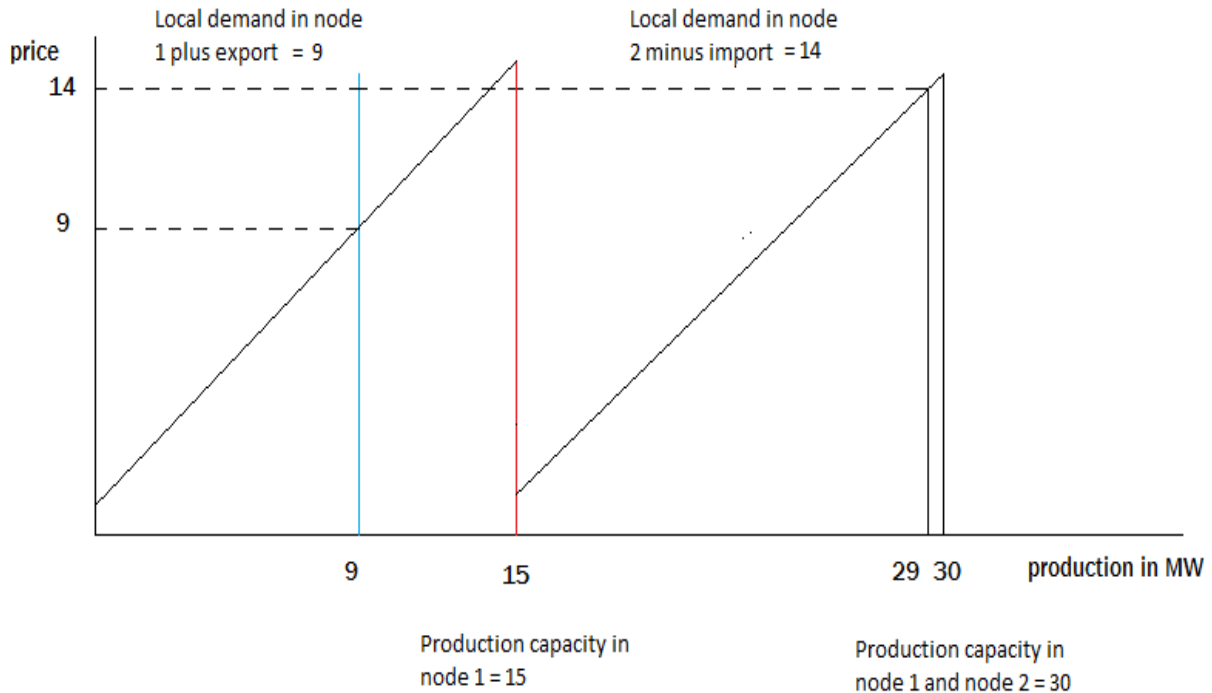 Local demand in node
1 plus export = 9
Local demand in node
2 minus import = 14
price
14
9
9
15
29 30
production in MW
Production capacity in
node 1 = 15
Production capacity in
node 1 and node 2 = 30